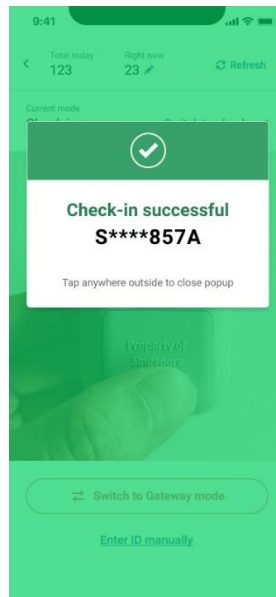 9:41
Total today
Right now
123
23
Refresh
Current mode
Check-in successful
S****857A
Tap anywhere outside to close popup
Property of
Singapore
Switch to Gateway mode
Enter ID manually